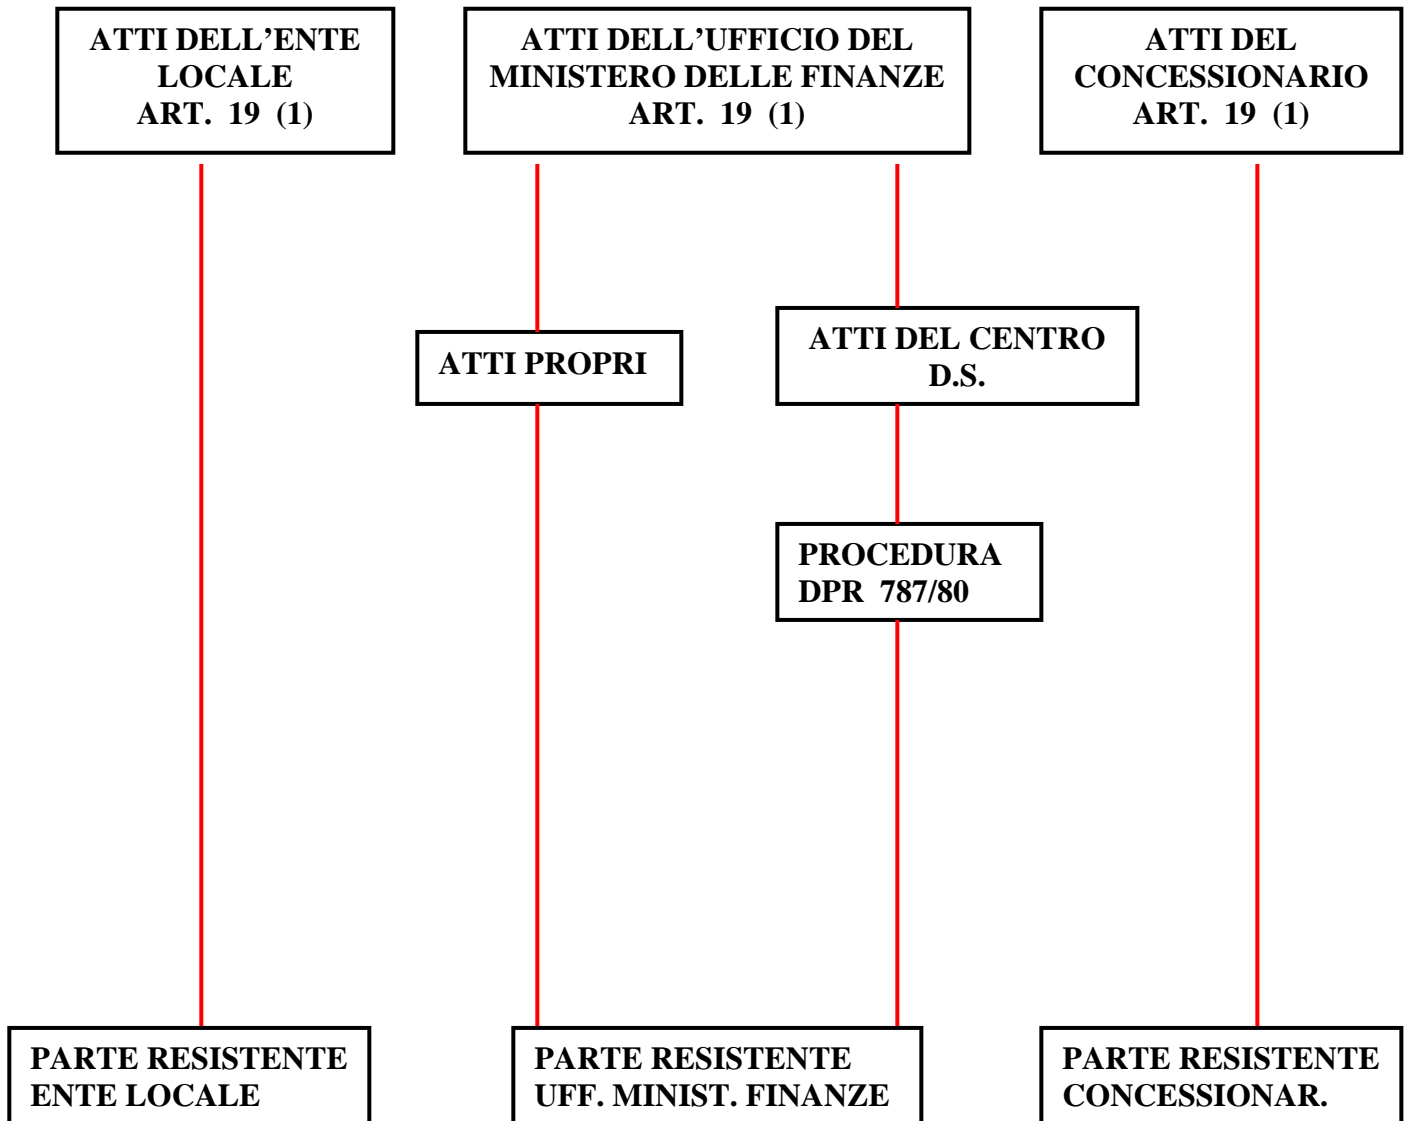 ATTI DELL’ENTE
LOCALE
ART. 19 (1)
ATTI DELL’UFFICIO DEL
MINISTERO DELLE FINANZE
ART. 19 (1)
ATTI DEL
CONCESSIONARIO
ART. 19 (1)
ATTI PROPRI
ATTI DEL CENTRO
D.S.
PROCEDURA
DPR 787/80
PARTE RESISTENTE
ENTE LOCALE
PARTE RESISTENTE
UFF. MINIST. FINANZE
PARTE RESISTENTE
CONCESSIONAR.